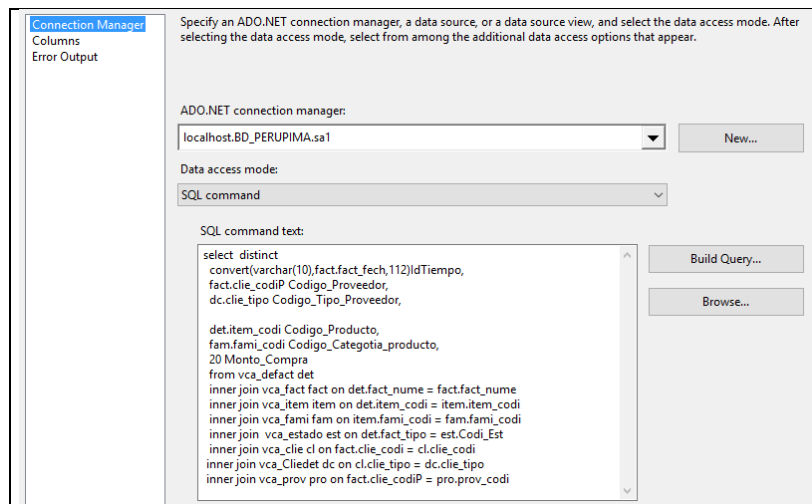 Connection Manager
Columns
Error Output
Specify an ADO.NET connection manager, a data source, or a data source view, and select the data access mode. After
selecting the data access mode, select from among the additional data access options that appear.
ADO.NET connection manager:
localhost.BD_PERUPIMA.sa1
New...
Data access mode:
SQL command
SQL command text:
select distinct
convert(varchar(10),fact.fact_fech,112)IdTiempo,
fact.clie_codiP Codigo_Proveedor,
dc.clie_tipo Codigo_Tipo_Proveedor,
det.item_codi Codigo_Producto,
fam.fami_codi Codigo_Categotia_producto,
20 Monto_Compra
from vca_defact det
inner join vca_fact fact on det.fact_nume = fact.fact_nume
inner join vca_item item on det.item_codi = item.item_codi
inner join vca_fami fam on item.fami_codi = fam.fami_codi
inner join vca_estado est on det.fact_tipo = est.Codi_Est
inner join vca_clie cl on fact.clie_codi = cl.clie_codi
inner join vca_Cliedet dc on cl.clie_tipo = dc.clie_tipo
inner join vca_prov pro on fact.clie_codiP = pro.prov_codi
Build Query...
Browse...